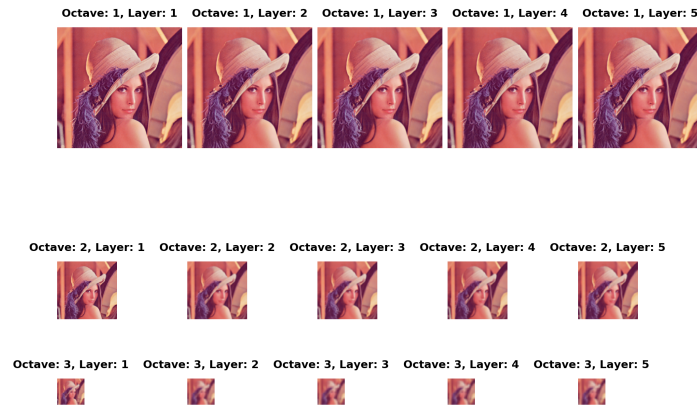 Octave: 1, Layer: 1 Octave: 1, Layer: 2 Octave: 1, Layer: 3 Octave: 1, Layer: 4 Octave: 1, Layer: 5
Octave: 2, Layer: 1 Octave: 2, Layer: 2 Octave: 2, Layer: 3 Octave: 2, Layer: 4 Octave: 2, Layer: 5
Octave: 3, Layer: 1 Octave: 3, Layer: 2 Octave: 3, Layer: 3 Octave: 3, Layer: 4 Octave: 3, Layer: 5